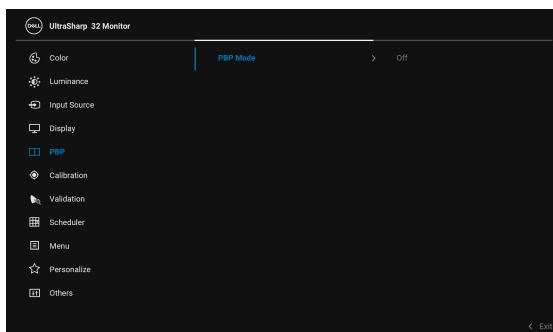 DELL UltraSharp 32 Monitor
Color
PBP Mode > Off
Luminance
Input Source
Display
PBP
Calibration
Validation
Scheduler
Menu
Personalize
Others
< Exit